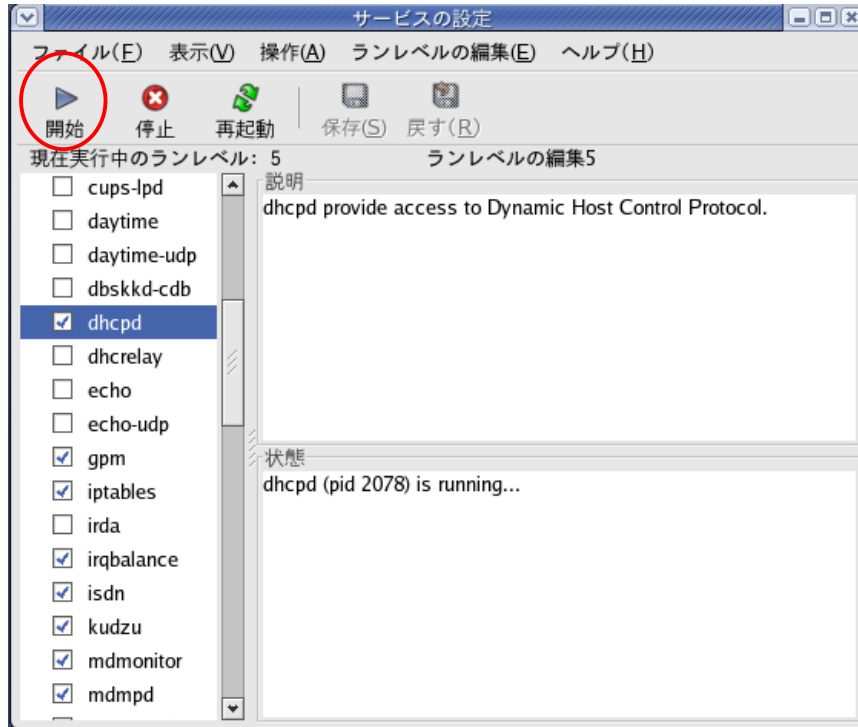 サービスの設定
ファイル(F) 表示(V) 操作(A) ランレベルの編集(E) ヘルプ(H)
開始 停止 再起動 保存(S) 戻す(R)
現在実行中のランレベル: 5 ランレベルの編集5
cups-lpd
daytime
daytime-udp
dbskkd-cdb
dhcpd
dhcrelay
echo
echo-udp
gpm
iptables
irda
irqbalance
isdn
kudzu
mdmonitor
mdmpd
説明
dhcpd provide access to Dynamic Host Control Protocol.
状態
dhcpd (pid 2078) is running...